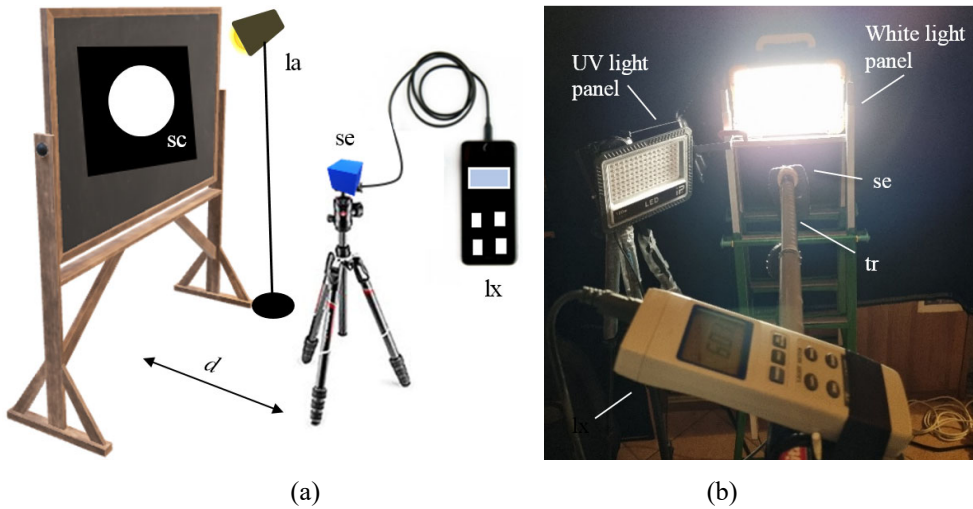 la
sc
se
lx
d
(a)
UV light
panel
White light
panel
LED
se
tr
lx
(b)